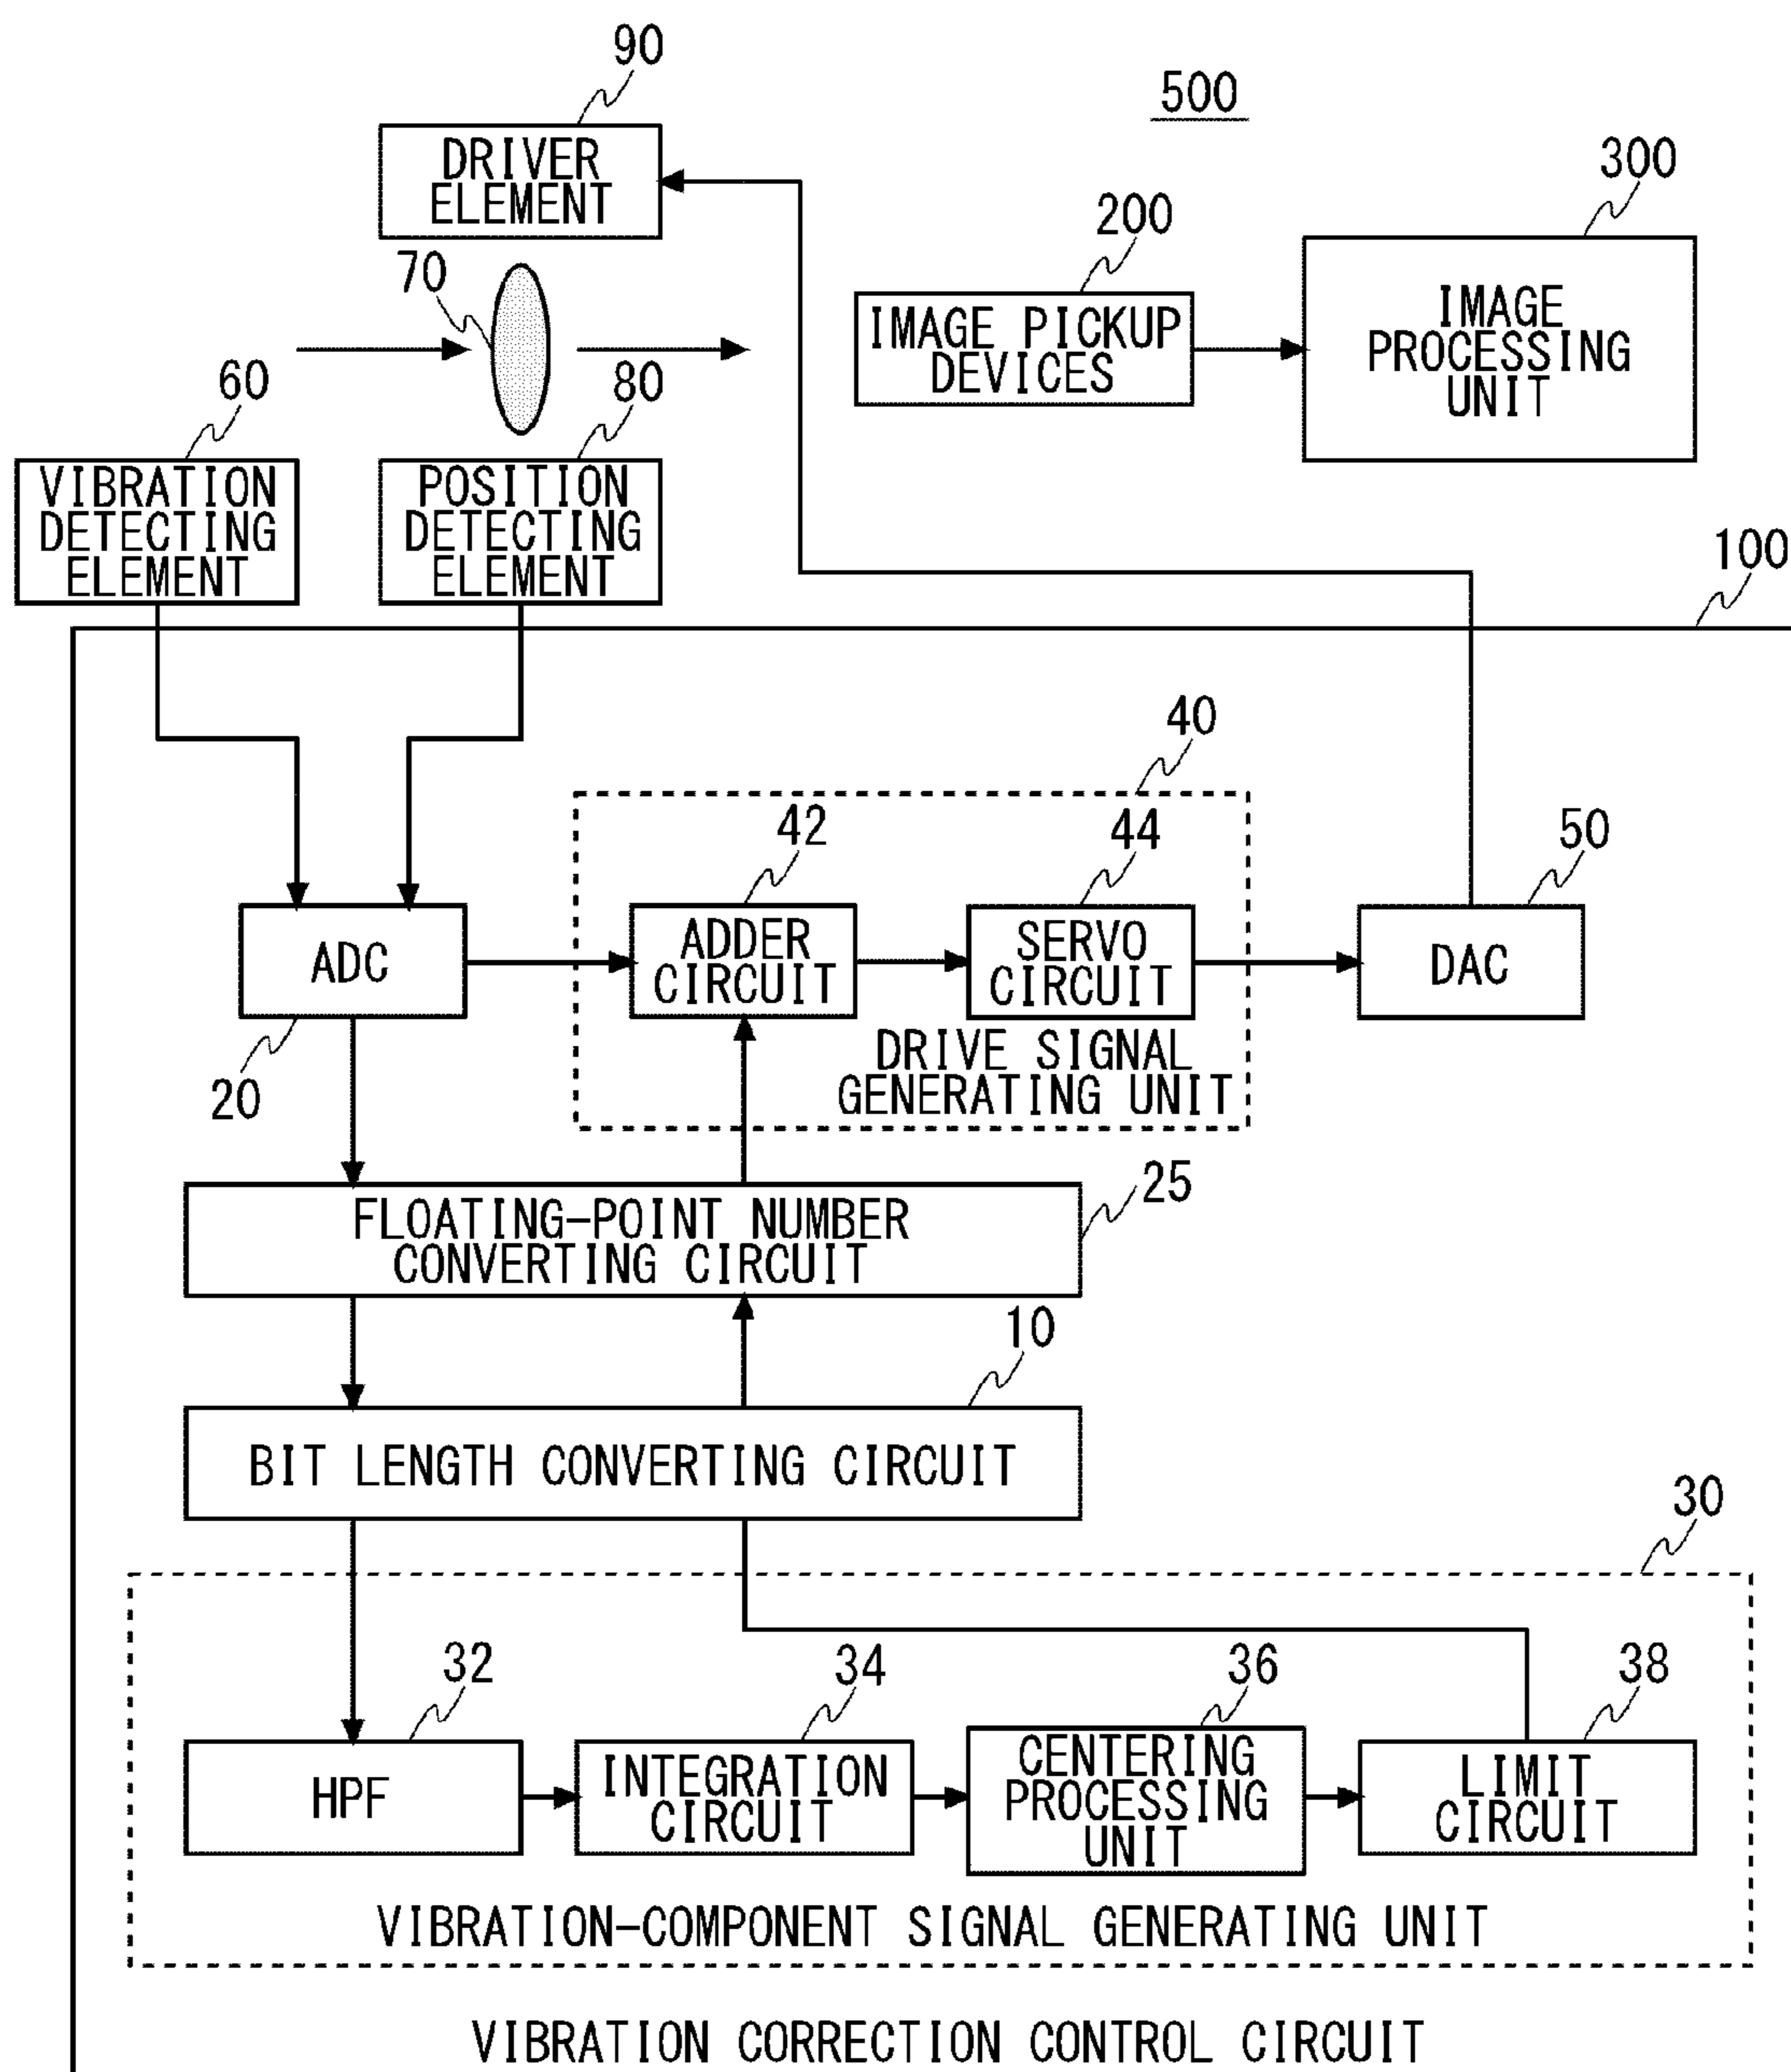 90
500
DRIVER
ELEMENT
300
200
70
IMAGE PICKUP
DEVICES
IMAGE
PROCESSING
UNIT
60
80
VIBRATION
DETECTING
ELEMENT
POSITION
DETECTING
ELEMENT
100
40
42
44
50
ADC
ADDER
CIRCUIT
SERVO
CIRCUIT
DAC
20
DRIVE SIGNAL
GENERATING UNIT
25
FLOATING-POINT NUMBER
CONVERTING CIRCUIT
10
BIT LENGTH CONVERTING CIRCUIT
30
32
34
36
38
HPF
INTEGRATION
CIRCUIT
CENTERING
PROCESSING
UNIT
LIMIT
CIRCUIT
VIBRATION-COMPONENT SIGNAL GENERATING UNIT
VIBRATION CORRECTION CONTROL CIRCUIT